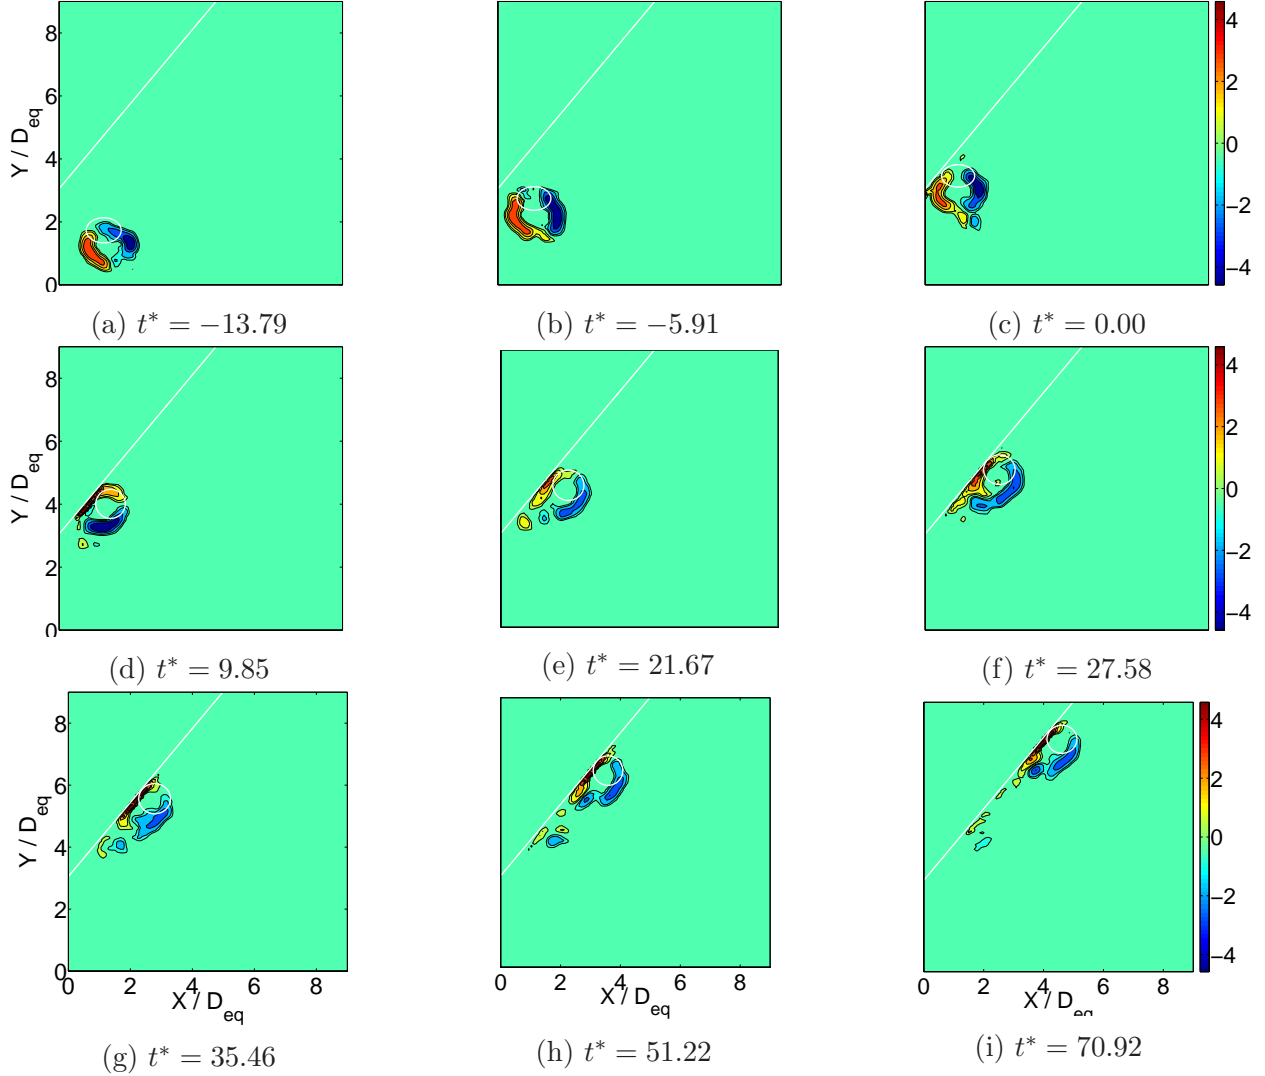 Y / D_eq
8
6
4
2
0
4
2
0
−2
−4
(a) t* = −13.79
(b) t* = −5.91
(c) t* = 0.00
Y / D_eq
8
6
4
2
0
4
2
0
−2
−4
(d) t* = 9.85
(e) t* = 21.67
(f) t* = 27.58
Y / D_eq
8
6
4
2
0
4
2
0
−2
−4
0 2 4 6 8
0 2 4 6 8
0 2 4 6 8
X / D_eq
X / D_eq
X / D_eq
(g) t* = 35.46
(h) t* = 51.22
(i) t* = 70.92